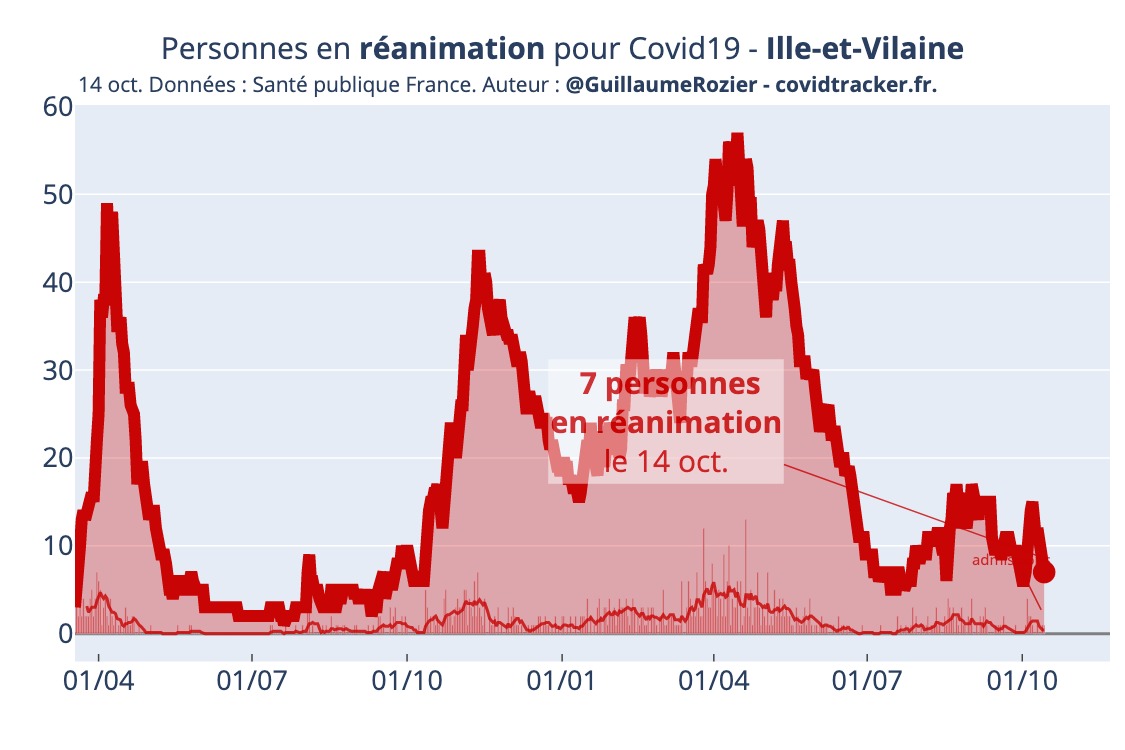 Personnes en réanimation pour Covid19 - Ille-et-Vilaine
14 oct. Données : Santé publique France. Auteur : @GuillaumeRozier - covidtracker.fr.
60
50
40
30
20
10
0
7 personnes
en réanimation
le 14 oct.
01/04
01/07
01/10
01/01
01/04
01/07
01/10